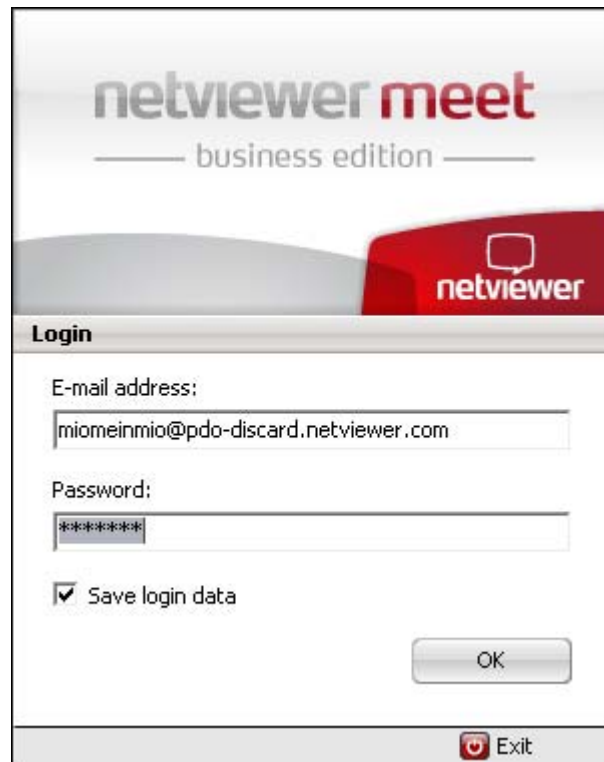 netviewer meet
business edition
netviewer
Login
E-mail address:
miomeinmio@pdo-discard.netviewer.com
Password:
*******
Save login data
OK
Exit